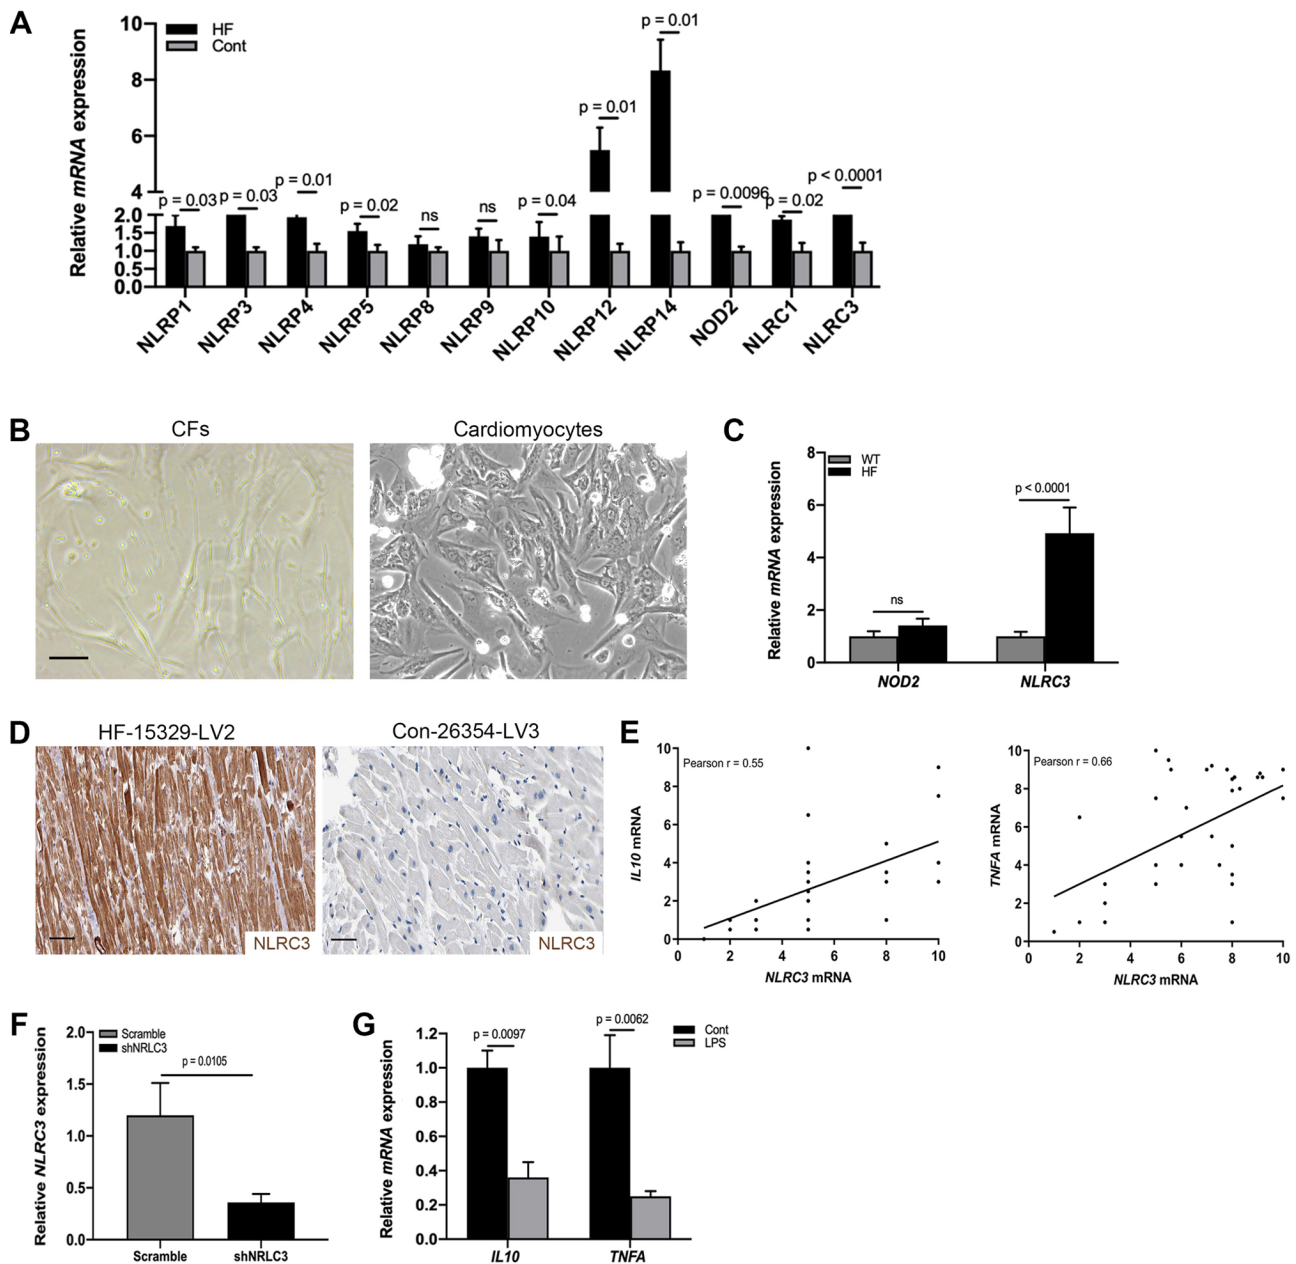 A
Relative mRNA expression
10
8
6
4
2.0
1.5
1.0
0.5
0.0
HF
Cont
p = 0.03
p = 0.03
p = 0.01
p = 0.02
ns
ns
p = 0.04
p = 0.01
p = 0.01
p = 0.0096
p = 0.02
p < 0.0001
NLRP1
NLRP3
NLRP4
NLRP5
NLRP8
NLRP9
NLRP10
NLRP12
NLRP14
NOD2
NLRC1
NLRC3
B
CFs
Cardiomyocytes
C
Relative mRNA expression
8
6
4
2
0
WT
HF
ns
p < 0.0001
NOD2
NLRC3
D
HF-15329-LV2
Con-26354-LV3
NLRC3
NLRC3
E
IL10 mRNA
10
8
6
4
2
0
Pearson r = 0.55
0 2 4 6 8 10
NLRC3 mRNA
TNFA mRNA
10
8
6
4
2
0
Pearson r = 0.66
0 2 4 6 8 10
NLRC3 mRNA
F
Relative NLRC3 expression
2.0
1.5
1.0
0.5
0.0
Scramble
shNRLC3
p = 0.0105
Scramble
shNRLC3
G
Relative mRNA expression
1.2
1.0
0.8
0.6
0.4
0.2
0.0
p = 0.0097
p = 0.0062
Cont
LPS
IL10
TNFA